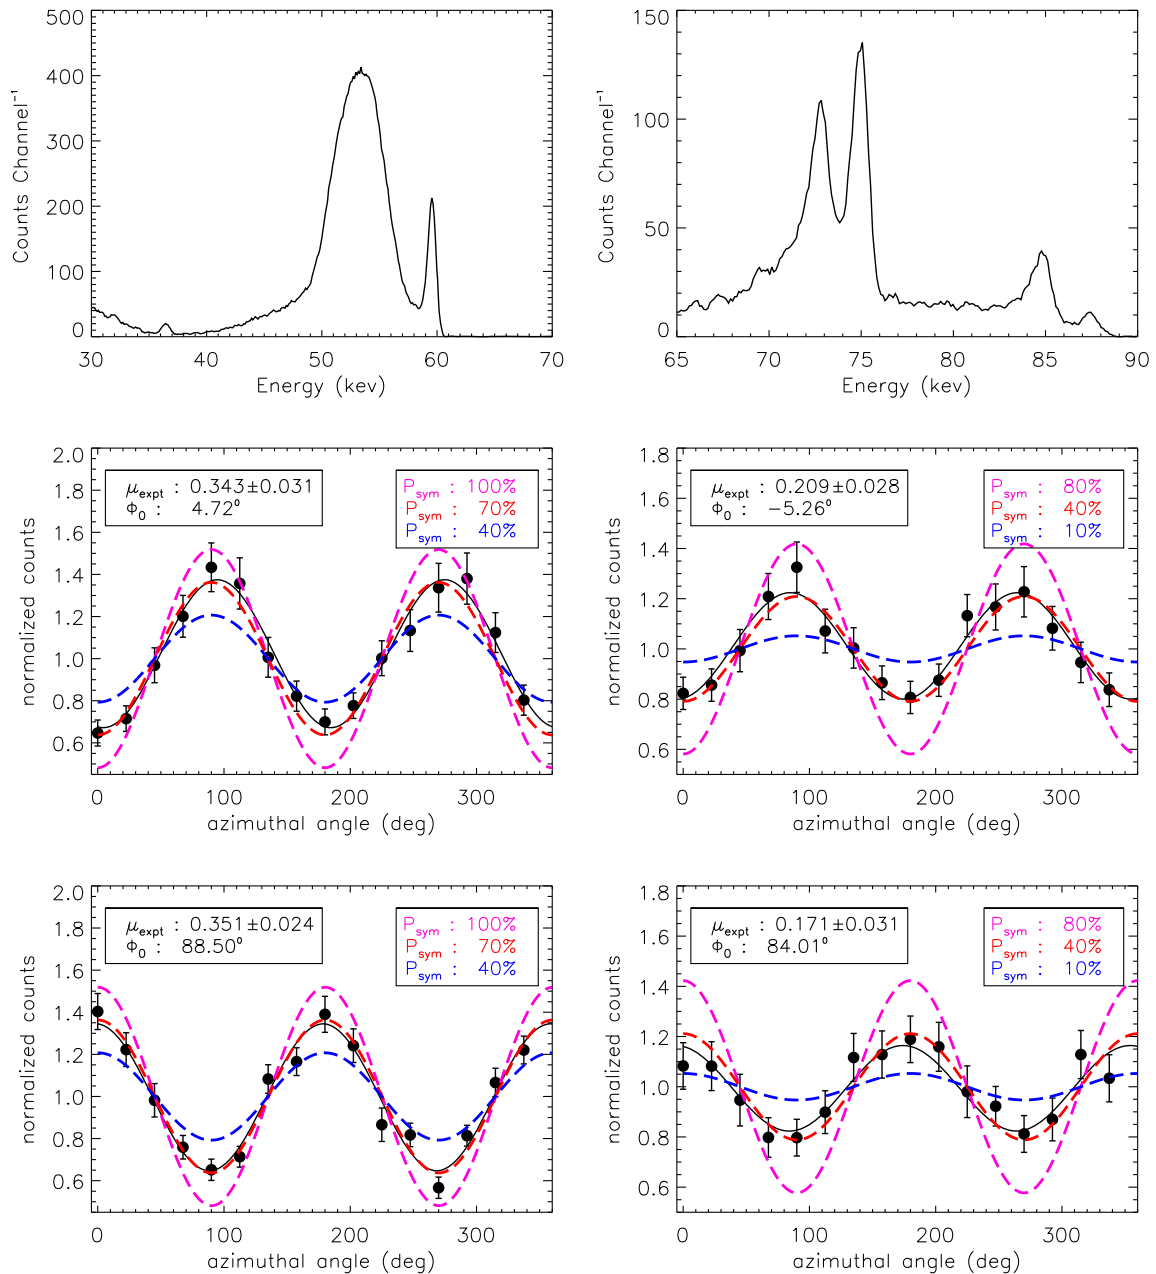 500
400
300
200
100
0
Counts Channel⁻¹
30 40 50 60 70
Energy (kev)
150
100
50
0
Counts Channel⁻¹
65 70 75 80 85 90
Energy (kev)
2.0
1.8
1.6
1.4
1.2
1.0
0.8
0.6
normalized counts
μexpt : 0.343±0.031
Φ0 : 4.72°
Psym : 100%
Psym : 70%
Psym : 40%
0 100 200 300
azimuthal angle (deg)
1.8
1.6
1.4
1.2
1.0
0.8
0.6
normalized counts
μexpt : 0.209±0.028
Φ0 : −5.26°
Psym : 80%
Psym : 40%
Psym : 10%
0 100 200 300
azimuthal angle (deg)
2.0
1.8
1.6
1.4
1.2
1.0
0.8
0.6
normalized counts
μexpt : 0.351±0.024
Φ0 : 88.50°
Psym : 100%
Psym : 70%
Psym : 40%
0 100 200 300
azimuthal angle (deg)
1.8
1.6
1.4
1.2
1.0
0.8
0.6
normalized counts
μexpt : 0.171±0.031
Φ0 : 84.01°
Psym : 80%
Psym : 40%
Psym : 10%
0 100 200 300
azimuthal angle (deg)